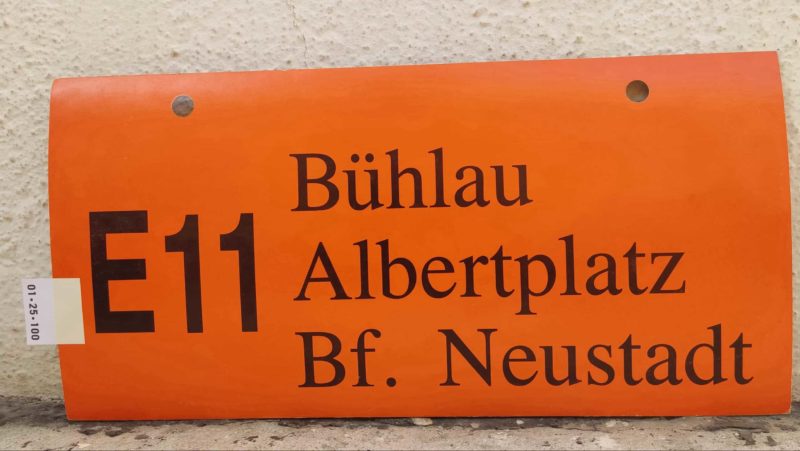 E11
Bühlau
Albertplatz
Bf. Neustadt
01•25•100